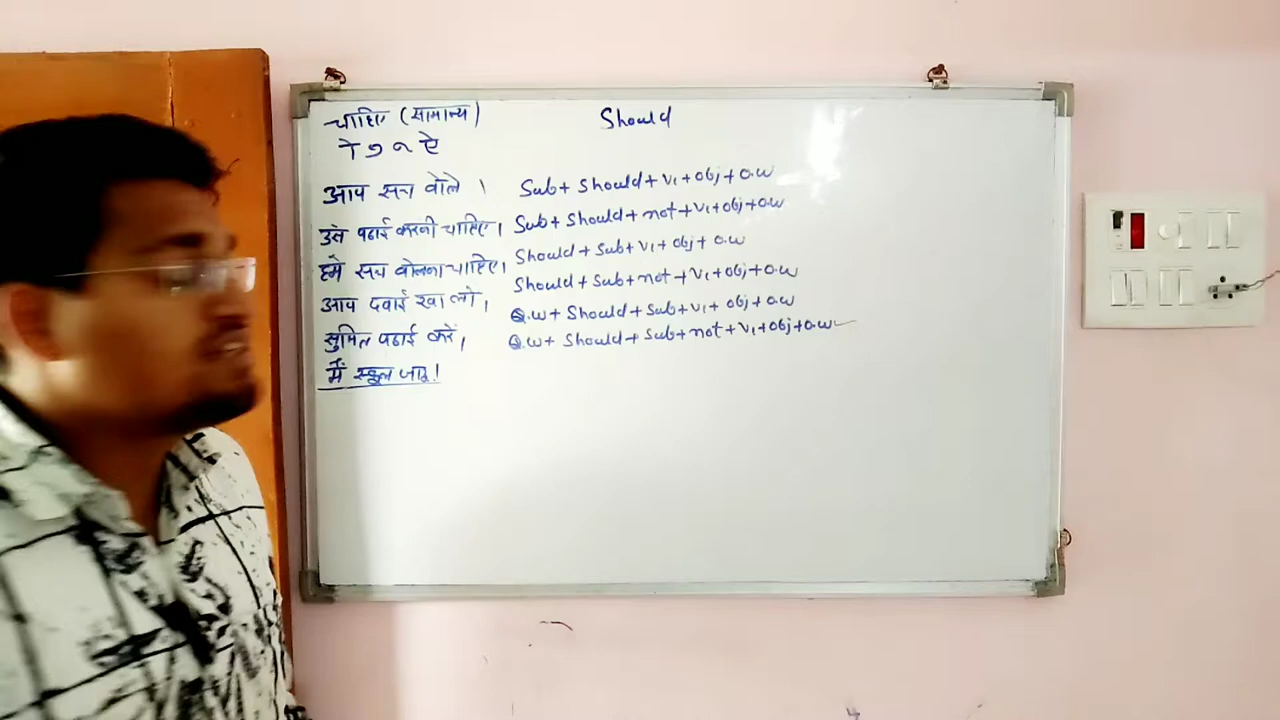 चाहिए (सामान्य) Should
आप सच बोले । Sub + Should + V1 + Obj + O.W
उसे पढाई करनी चाहिए । Sub + Should + not + V1 + Obj + O.W
हमे सच बोलना चाहिए । Should + Sub + V1 + Obj + O.W
आप दवाई खा लो । Should + Sub + not + V1 + Obj + O.W
सुमित पढाई करें । Q.W + Should + Sub + V1 + Obj + O.W
मैं स्कूल जाऊ । Q.W + Should + Sub + not + V1 + Obj + O.W